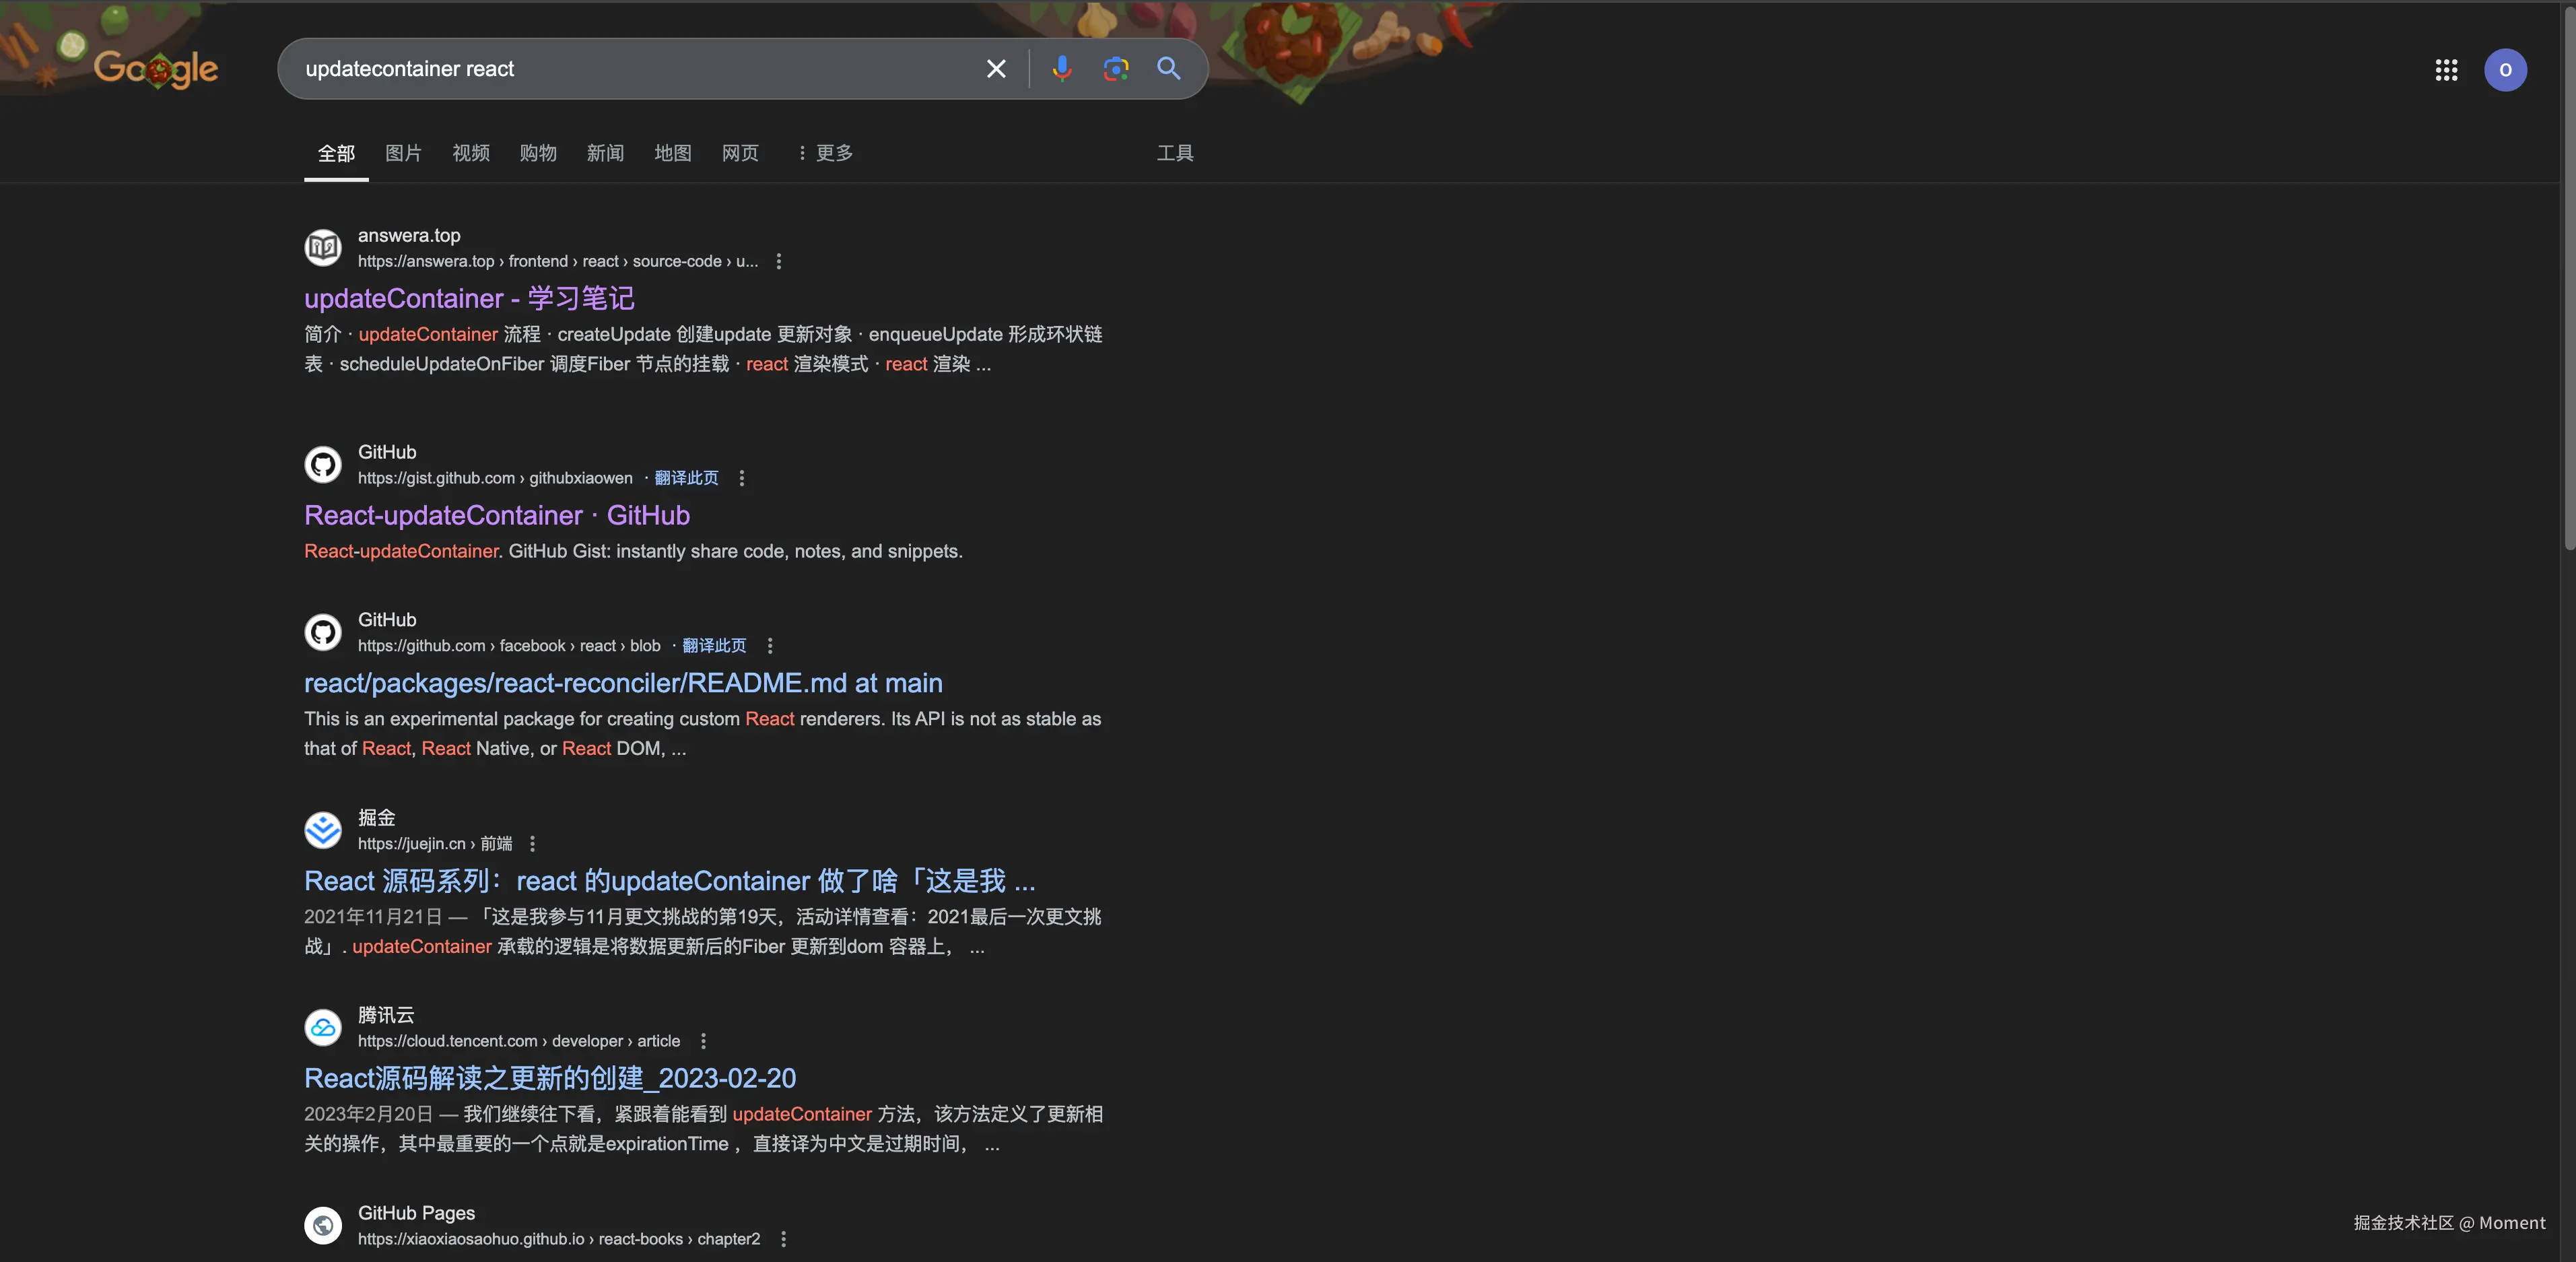 Google
updatecontainer react
O
全部 图片 视频 购物 新闻 地图 网页 更多 工具
answera.top
https://answera.top › frontend › react › source-code › u...
updateContainer - 学习笔记
简介 · updateContainer 流程 · createUpdate 创建update 更新对象 · enqueueUpdate 形成环状链
表 · scheduleUpdateOnFiber 调度Fiber 节点的挂载 · react 渲染模式 · react 渲染 ...
GitHub
https://gist.github.com › githubxiaowen · 翻译此页
React-updateContainer · GitHub
React-updateContainer. GitHub Gist: instantly share code, notes, and snippets.
GitHub
https://github.com › facebook › react › blob · 翻译此页
react/packages/react-reconciler/README.md at main
This is an experimental package for creating custom React renderers. Its API is not as stable as
that of React, React Native, or React DOM, ...
掘金
https://juejin.cn › 前端
React 源码系列：react 的updateContainer 做了啥「这是我 ...
2021年11月21日 — 「这是我参与11月更文挑战的第19天，活动详情查看：2021最后一次更文挑
战」. updateContainer 承载的逻辑是将数据更新后的Fiber 更新到dom 容器上， ...
腾讯云
https://cloud.tencent.com › developer › article
React源码解读之更新的创建_2023-02-20
2023年2月20日 — 我们继续往下看，紧跟着能看到 updateContainer 方法，该方法定义了更新相
关的操作，其中最重要的一个点就是expirationTime ，直接译为中文是过期时间， ...
GitHub Pages
https://xiaoxiaosaohuo.github.io › react-books › chapter2
掘金技术社区 @ Moment